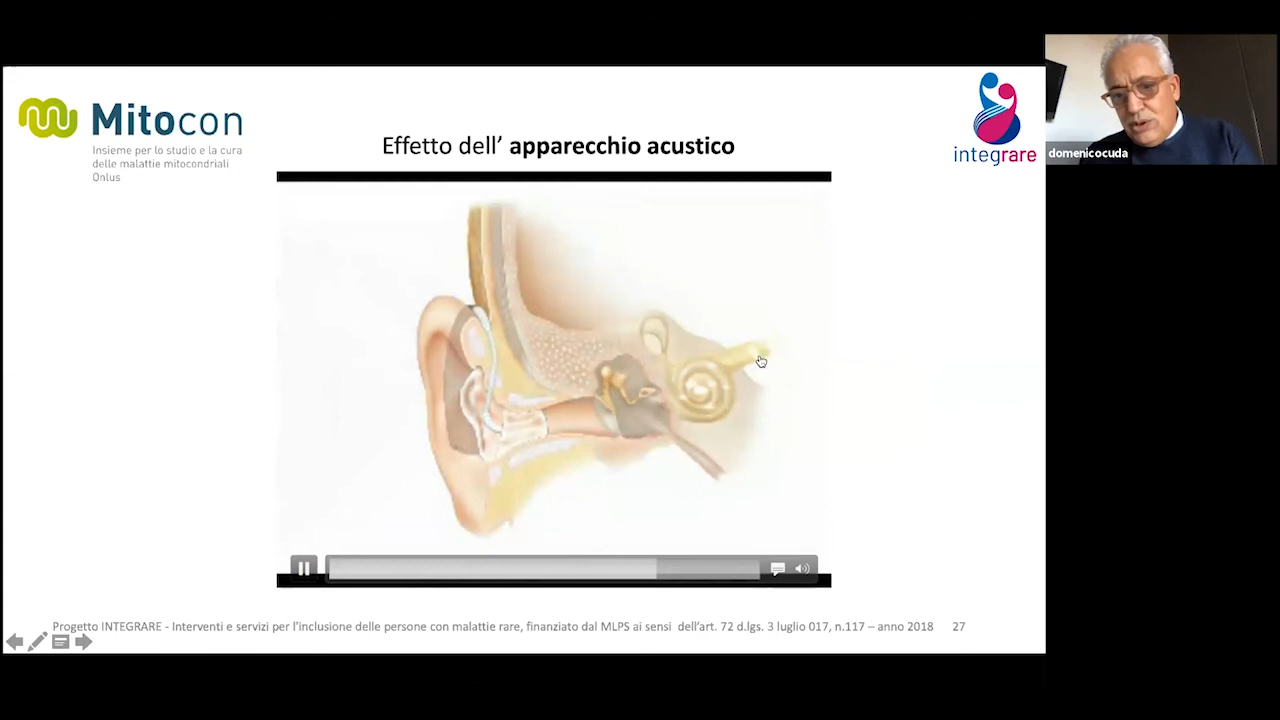 Mitocon
Insieme per lo studio e la cura
delle malattie mitocondriali
Onlus
Effetto dell’ apparecchio acustico
integrare
domenicocuda
Progetto INTEGRARE - Interventi e servizi per l’inclusione delle persone con malattie rare, finanziato dal MLPS ai sensi dell’art. 72 d.lgs. 3 luglio 017, n.117 – anno 2018 27